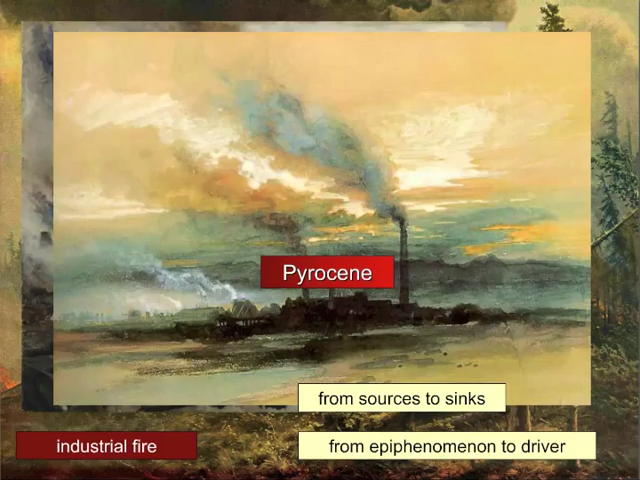 Pyrocene
from sources to sinks
industrial fire
from epiphenomenon to driver